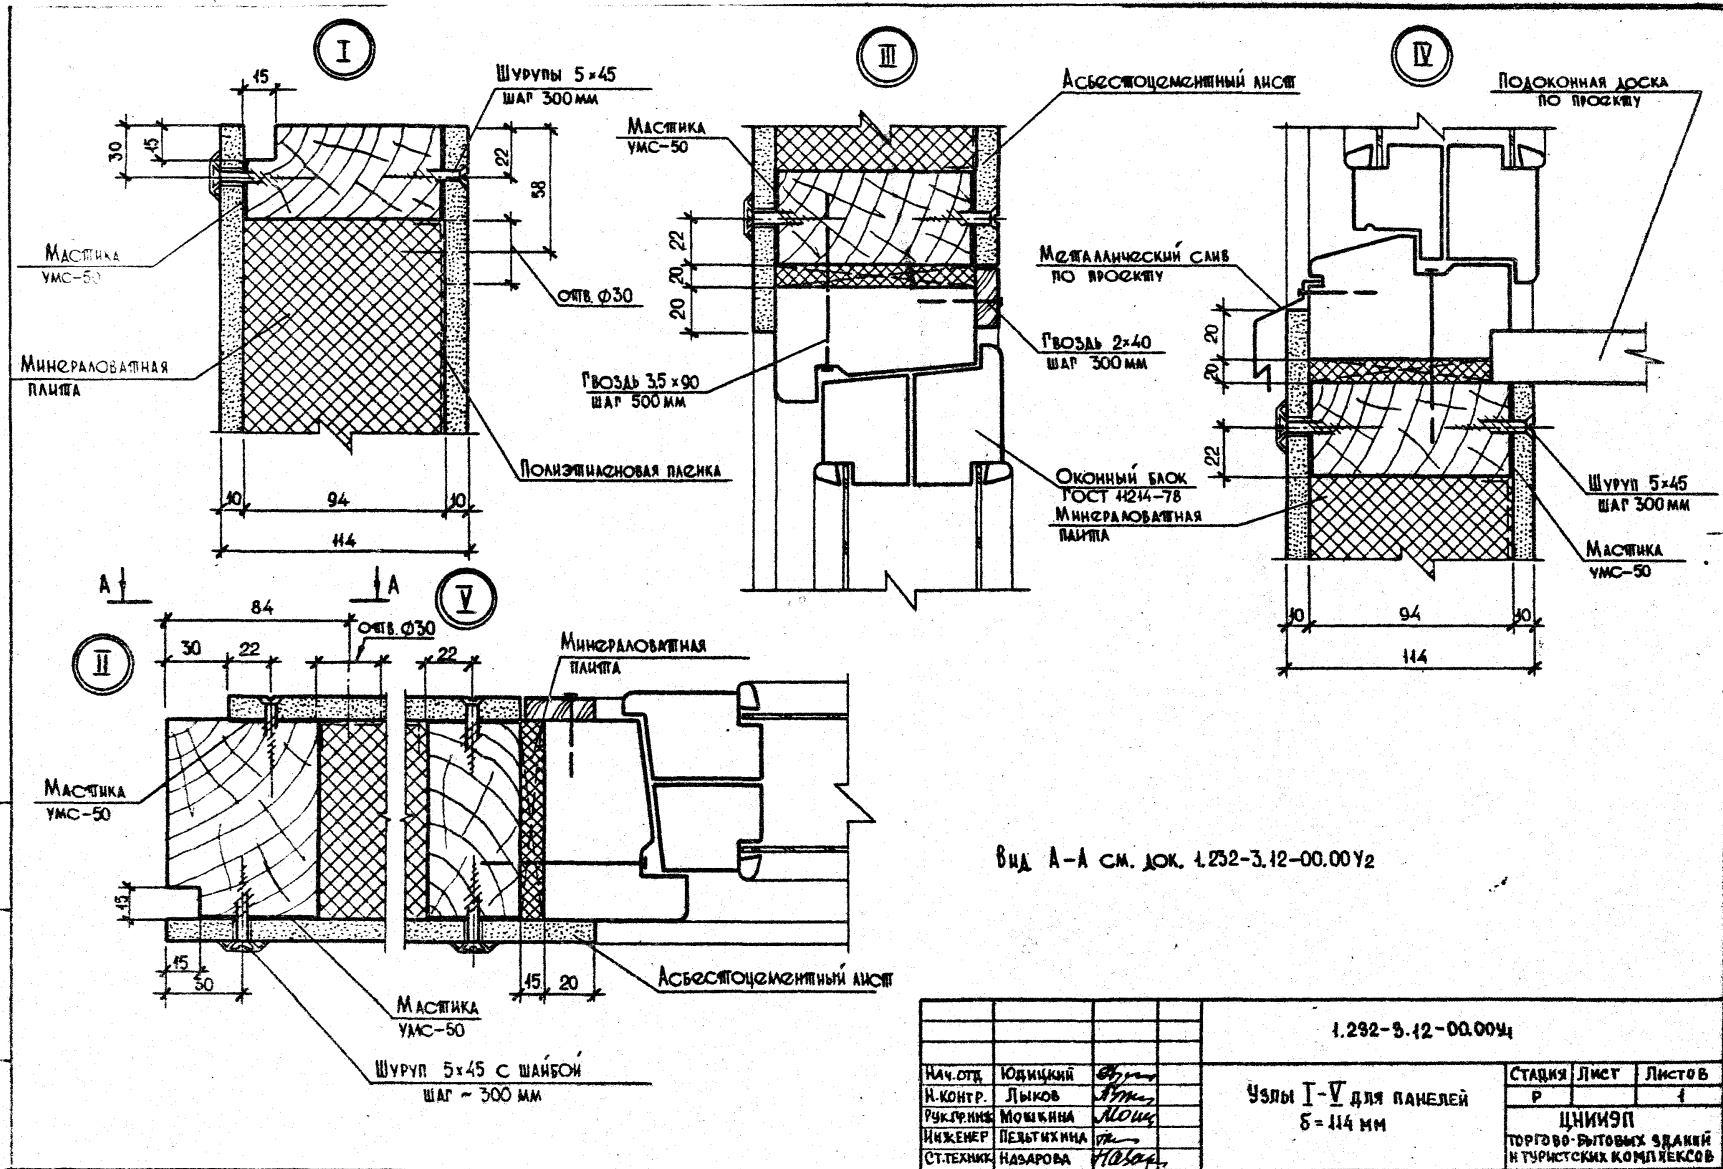 I
15
Шурупы 5×45
шаг 300 мм
30
15
22
58
Мастика
УМС-50
отв. Ø30
Минераловатная
плита
Полиэтиленовая пленка
10
94
10
114
III
Асбестоцементный лист
Мастика
УМС-50
22
20
20
Гвоздь 2×40
шаг 300 мм
Гвоздь 3,5×90
шаг 500 мм
Оконный блок
ГОСТ 11214-78
Минераловатная
плита
IV
Подоконная доска
по проекту
Металлический слив
по проекту
20
20
22
Шуруп 5×45
шаг 300 мм
Мастика
УМС-50
10
94
10
114
А
А
V
84
отв. Ø30
II
30
22
22
Минераловатная
плита
Мастика
УМС-50
15
15
30
15
20
Асбестоцементный лист
Мастика
УМС-50
Шуруп 5×45 с шайбой
шаг ~ 300 мм
Вид А-А см. док. 1.232-3.12-00.00У2
1.232-3.12-00.00У1
Нач. отд. Юдицкий
Н. контр. Лыков
Рук. гр. инж Мошкина
Инженер Пельтихина
Ст. техник Назарова
Узлы I-V для панелей
δ=114 мм
Стадия Лист Листов
Р 1
ЦНИИЭП
торгово-бытовых зданий
и туристских комплексов